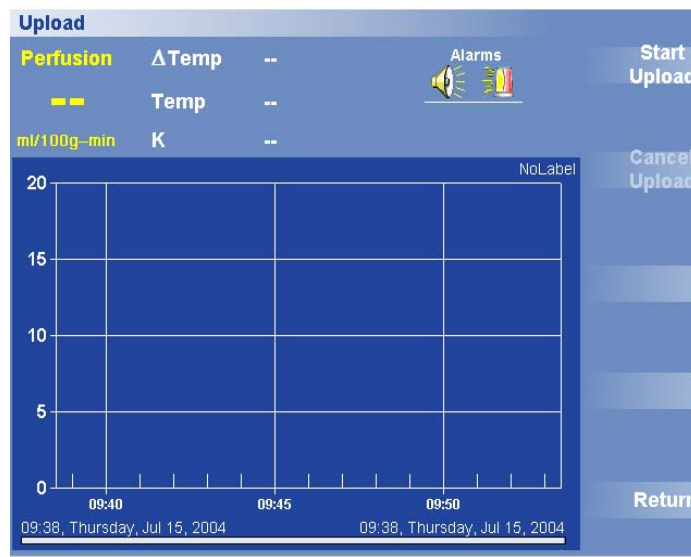 Upload
Perfusion
ΔTemp --
Alarms
--
Temp --
ml/100g–min
K --
Start
Upload
Cancel
Upload
NoLabel
20
15
10
5
0
09:40 09:45 09:50
09:38, Thursday, Jul 15, 2004 09:38, Thursday, Jul 15, 2004
Return